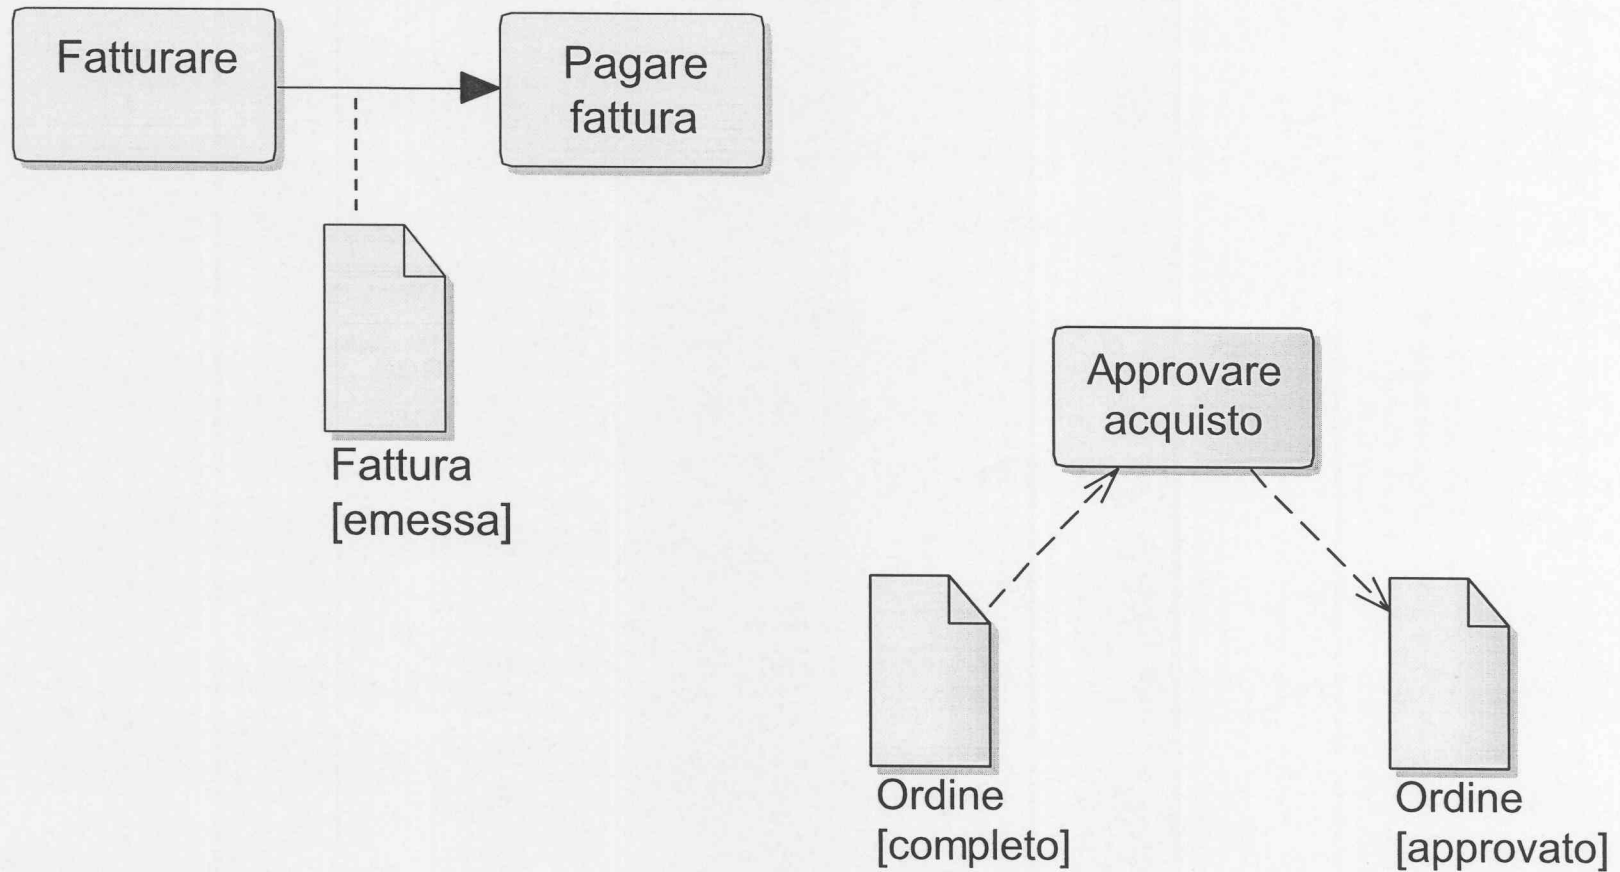 Fatturare
Pagare
fattura
Fattura
[emessa]
Approvare
acquisto
Ordine
[completo]
Ordine
[approvato]